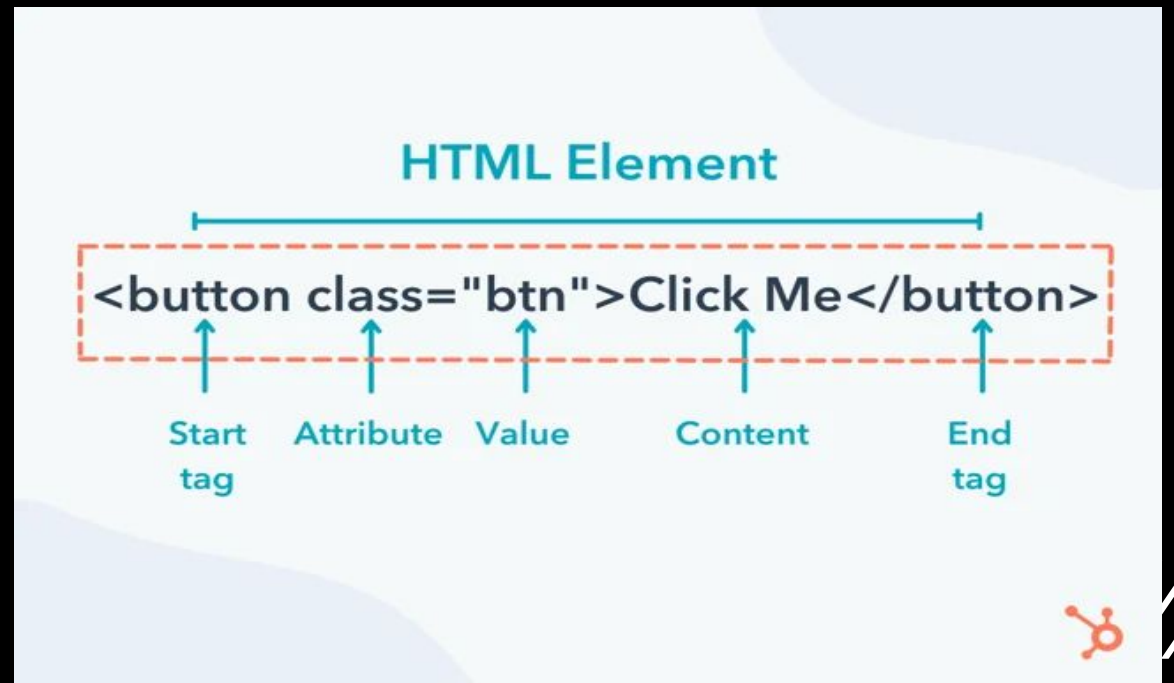 HTML Element
<button class="btn">Click Me</button>
Start Attribute Value Content End
tag tag